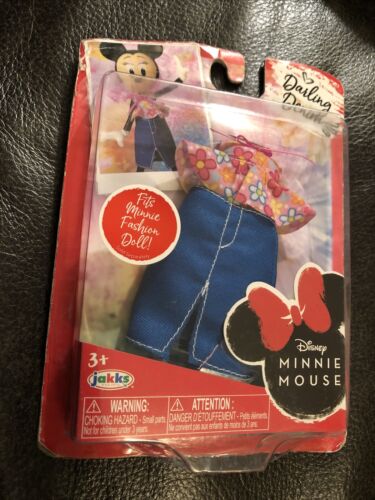 Darling
Denim
Fits
Minnie
Fashion
Doll!
Disney
MINNIE
MOUSE
3+
jakks
WARNING:
CHOKING HAZARD - Small parts
Not for children under 3 years.
ATTENTION :
DANGER D'ÉTOUFFEMENT - Petits éléments.
Ne convient pas aux enfants de moins de 3 ans.